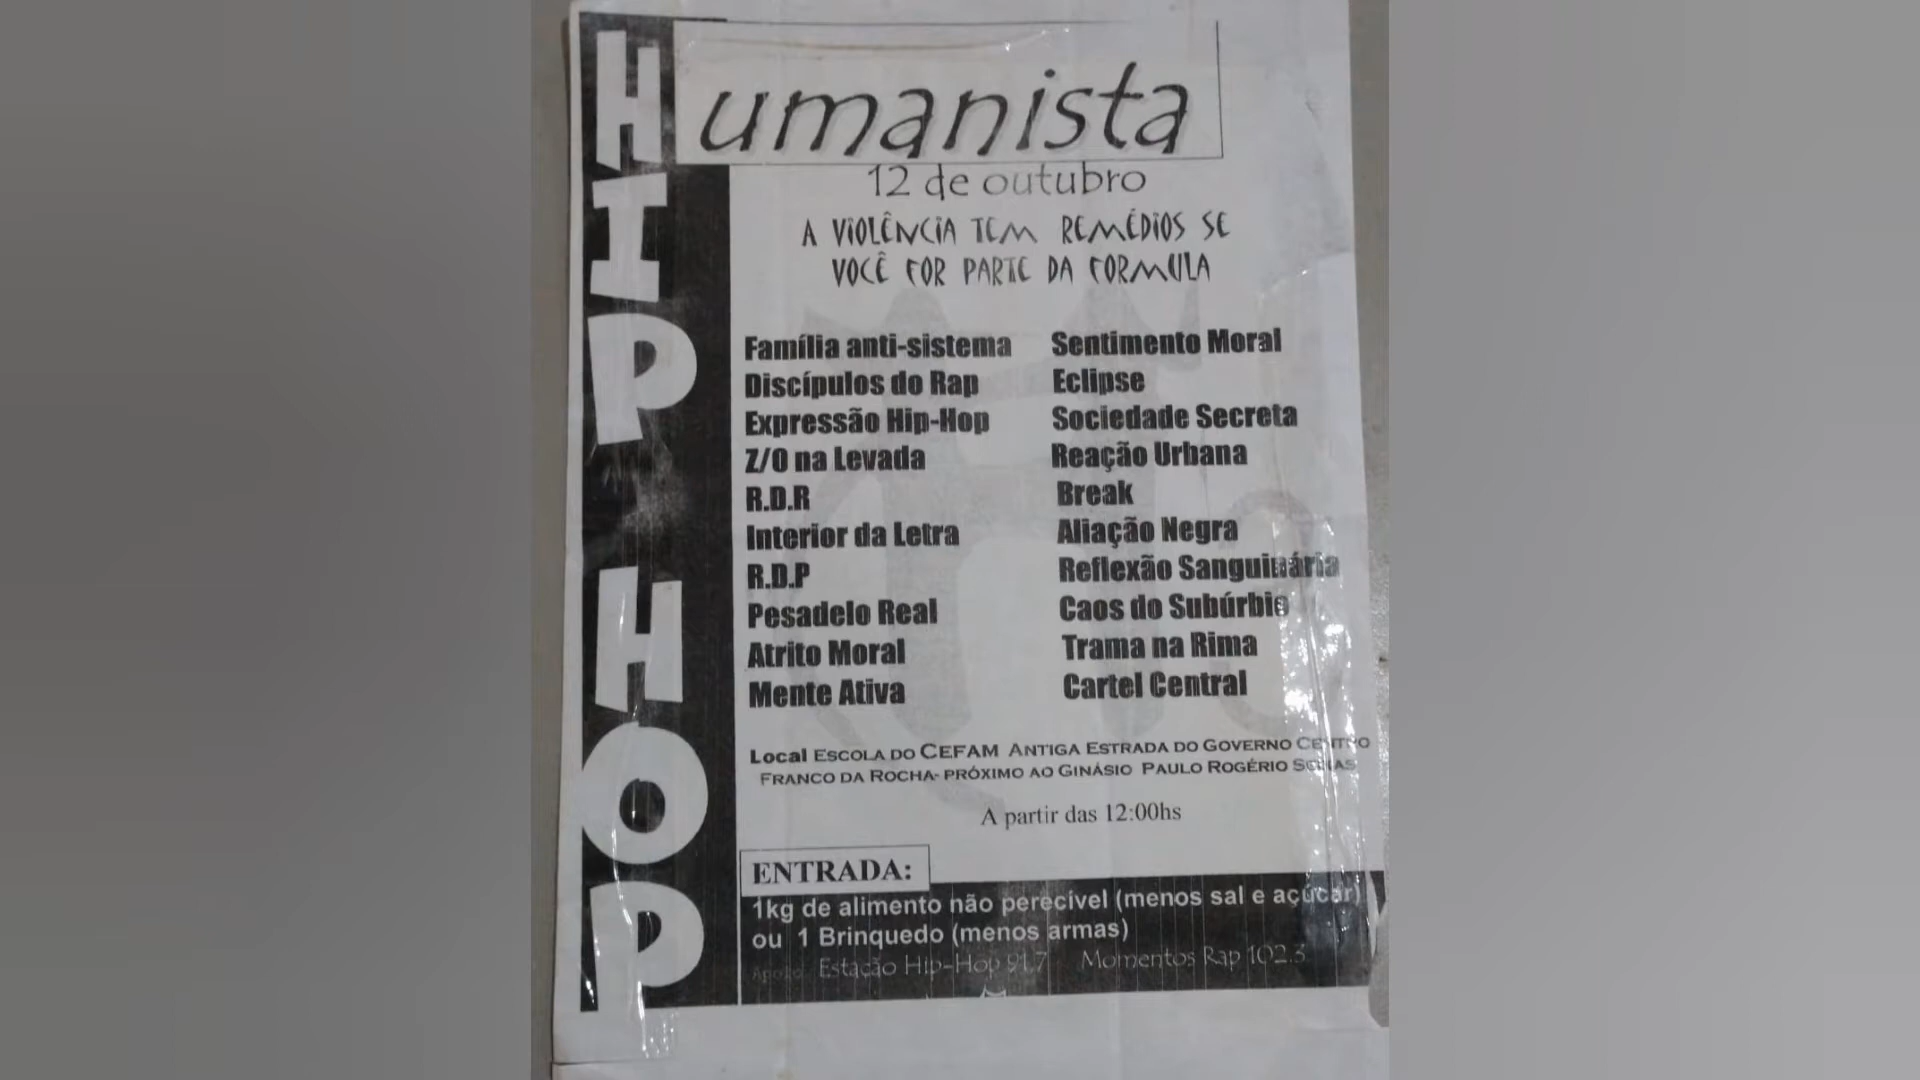 HIP HOP
Humanista
12 de outubro
A VIOLÊNCIA TEM REMÉDIOS SE
VOCÊ FOR PARTE DA FORMULA
Família anti-sistema
Discípulos do Rap
Expressão Hip-Hop
Z/O na Levada
R.D.R
Interior da Letra
R.D.P
Pesadelo Real
Atrito Moral
Mente Ativa
Sentimento Moral
Eclipse
Sociedade Secreta
Reação Urbana
Break
Aliação Negra
Reflexão Sanguinária
Caos do Subúrbio
Trama na Rima
Cartel Central
Local ESCOLA DO CEFAM ANTIGA ESTRADA DO GOVERNO CENTRO
FRANCO DA ROCHA- PRÓXIMO AO GINÁSIO PAULO ROGÉRIO
A partir das 12:00hs
ENTRADA:
1kg de alimento não perecível (menos sal e açúcar)
ou 1 Brinquedo (menos armas)
Apoio: Estação Hip-Hop 91.7 Momentos Rap 102.3